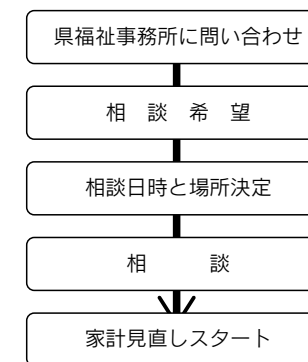 県福祉事務所に問い合わせ
相　談　希　望
相談日時と場所決定
相　　　談
家計見直しスタート